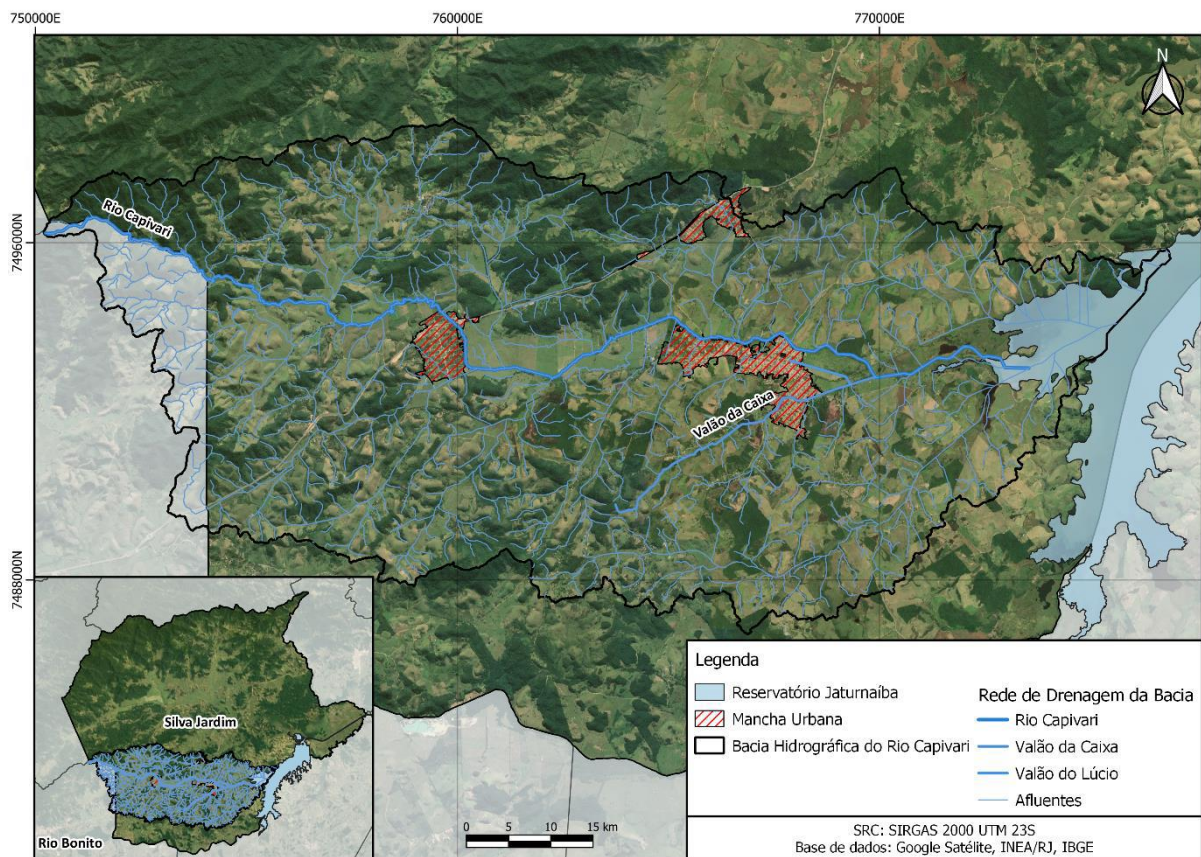 750000E
760000E
770000E
N
7496000N
7488000N
Rio Capivari
Valão da Caixa
Silva Jardim
Rio Bonito
0 5 10 15 km
Legenda
Reservatório Jaturnaíba
Mancha Urbana
Bacia Hidrográfica do Rio Capivari
Rede de Drenagem da Bacia
Rio Capivari
Valão da Caixa
Valão do Lúcio
Afluentes
SRC: SIRGAS 2000 UTM 23S
Base de dados: Google Satélite, INEA/RJ, IBGE